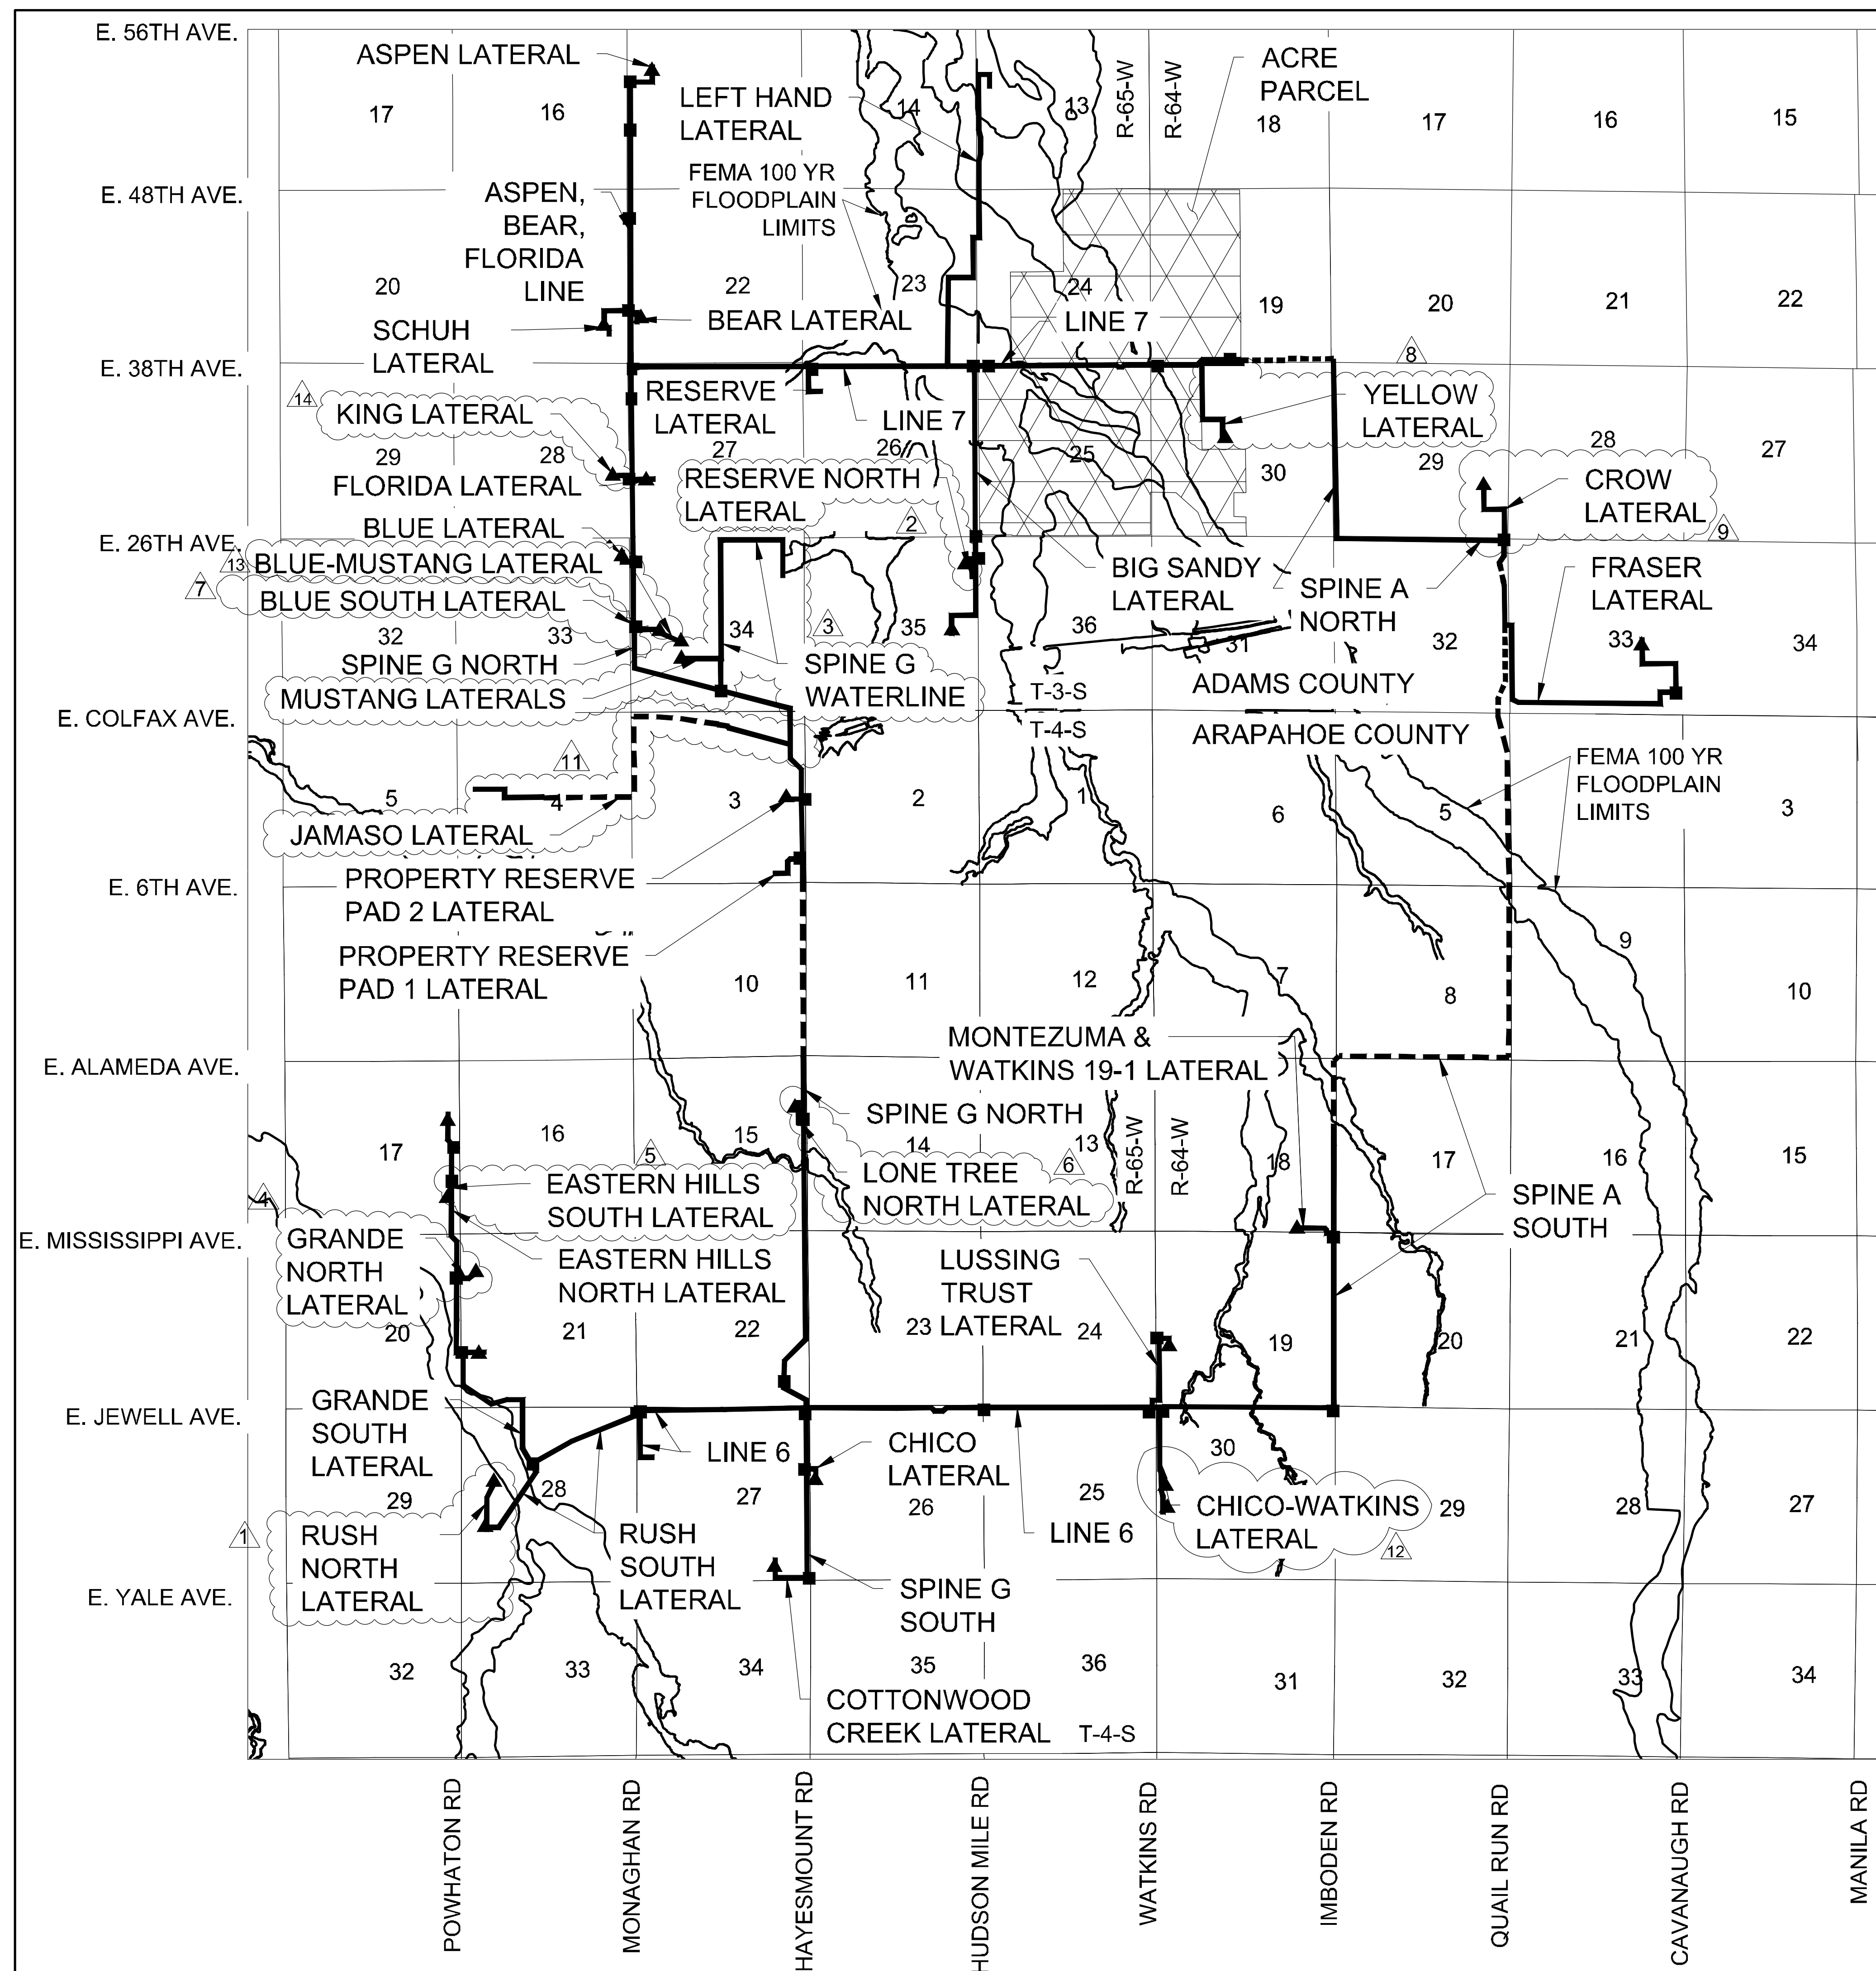 E. 56TH AVE.
ASPEN LATERAL
ACRE
PARCEL
LEFT HAND
LATERAL
R-65-W
R-64-W
17
16
14
13
18
17
16
15
FEMA 100 YR
FLOODPLAIN
LIMITS
E. 48TH AVE.
ASPEN,
BEAR,
FLORIDA
LINE
20
22
23
24
19
20
21
22
SCHUH
LATERAL
BEAR LATERAL
LINE 7
E. 38TH AVE.
8
RESERVE
LATERAL
LINE 7
YELLOW
LATERAL
14
KING LATERAL
29
28
27
26
25
30
29
28
27
FLORIDA LATERAL
RESERVE NORTH
LATERAL
CROW
LATERAL
BLUE LATERAL
2
9
E. 26TH AVE.
13
BLUE-MUSTANG LATERAL
BIG SANDY
LATERAL
SPINE A
NORTH
FRASER
LATERAL
7
BLUE SOUTH LATERAL
32
33
34
3
35
36
31
32
33
34
SPINE G NORTH
SPINE G
WATERLINE
MUSTANG LATERALS
T-3-S
ADAMS COUNTY
E. COLFAX AVE.
T-4-S
ARAPAHOE COUNTY
11
FEMA 100 YR
FLOODPLAIN
LIMITS
5
4
3
2
1
6
5
3
JAMASO LATERAL
E. 6TH AVE.
PROPERTY RESERVE
PAD 2 LATERAL
PROPERTY RESERVE
PAD 1 LATERAL
10
11
12
7
8
9
10
MONTEZUMA &
WATKINS 19-1 LATERAL
E. ALAMEDA AVE.
SPINE G NORTH
R-65-W
R-64-W
17
16
15
14
13
18
17
16
15
5
6
EASTERN HILLS
SOUTH LATERAL
LONE TREE
NORTH LATERAL
SPINE A
SOUTH
4
E. MISSISSIPPI AVE.
GRANDE
NORTH
LATERAL
EASTERN HILLS
NORTH LATERAL
LUSSING
TRUST
LATERAL
20
21
22
23
24
19
20
21
22
E. JEWELL AVE.
GRANDE
SOUTH
LATERAL
LINE 6
CHICO
LATERAL
30
29
28
27
26
25
29
28
27
1
RUSH
NORTH
LATERAL
RUSH
SOUTH
LATERAL
LINE 6
CHICO-WATKINS
LATERAL
12
E. YALE AVE.
SPINE G
SOUTH
32
33
34
35
36
31
32
33
34
COTTONWOOD
CREEK LATERAL
T-4-S
POWHATON RD
MONAGHAN RD
HAYESMOUNT RD
HUDSON MILE RD
WATKINS RD
IMBODEN RD
QUAIL RUN RD
CAVANAUGH RD
MANILA RD